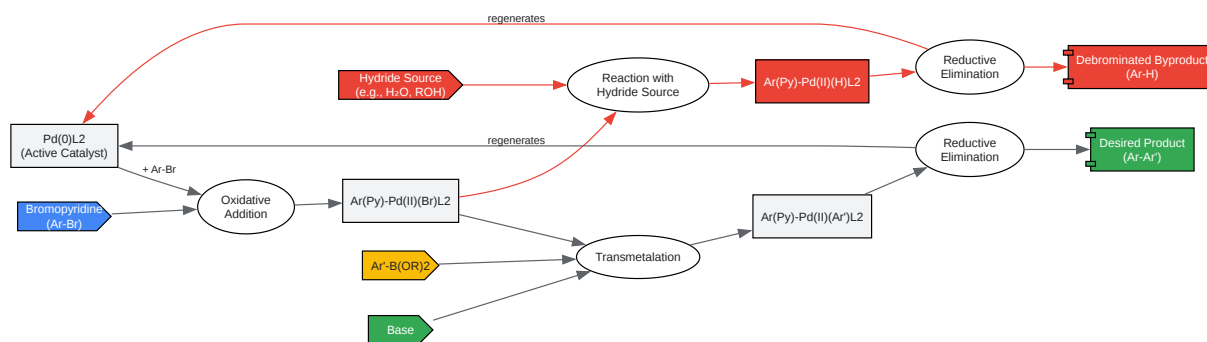 regenerates
Hydride Source
(e.g., H₂O, ROH)
Reaction with
Hydride Source
Ar(Py)-Pd(II)(H)L2
Reductive
Elimination
Debrominated Byproduct
(Ar-H)
Pd(0)L2
(Active Catalyst)
regenerates
Reductive
Elimination
Desired Product
(Ar-Ar')
+ Ar-Br
Bromopyridine
(Ar-Br)
Oxidative
Addition
Ar(Py)-Pd(II)(Br)L2
Ar(Py)-Pd(II)(Ar')L2
Ar'-B(OR)2
Transmetalation
Base